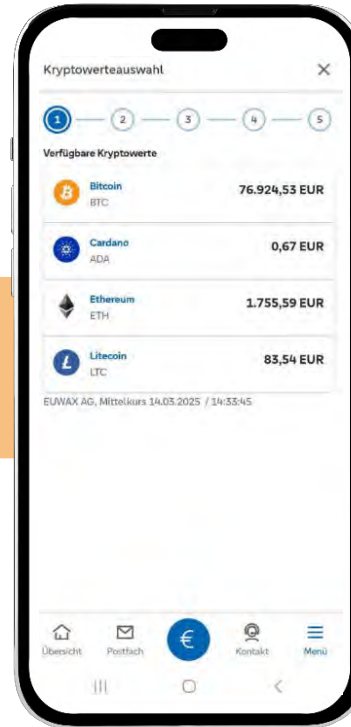 Kryptowerteauswahl
1 2 3 4 5
Verfügbare Kryptowerte
Bitcoin 76.924,53 EUR
BTC
Cardano 0,67 EUR
ADA
Ethereum 1.755,59 EUR
ETH
Litecoin 83,54 EUR
LTC
EUWAX AG, Mittelkurs 14.03.2025 / 14:33:45
Übersicht Postfach € Kontakt Menü